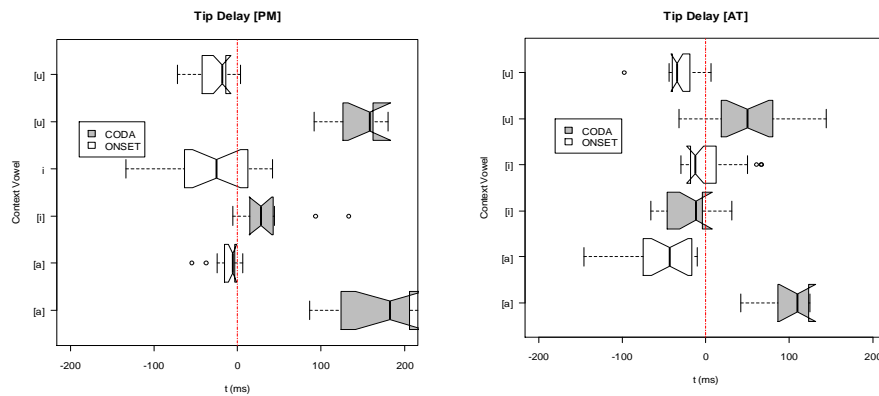 Tip Delay [PM]
Context Vowel
[u]
[u]
i
[i]
[a]
[a]
CODA
ONSET
-200 -100 0 100 200
t (ms)
Tip Delay [AT]
Context Vowel
[u]
[u]
[i]
[i]
[a]
[a]
CODA
ONSET
-200 -100 0 100 200
t (ms)